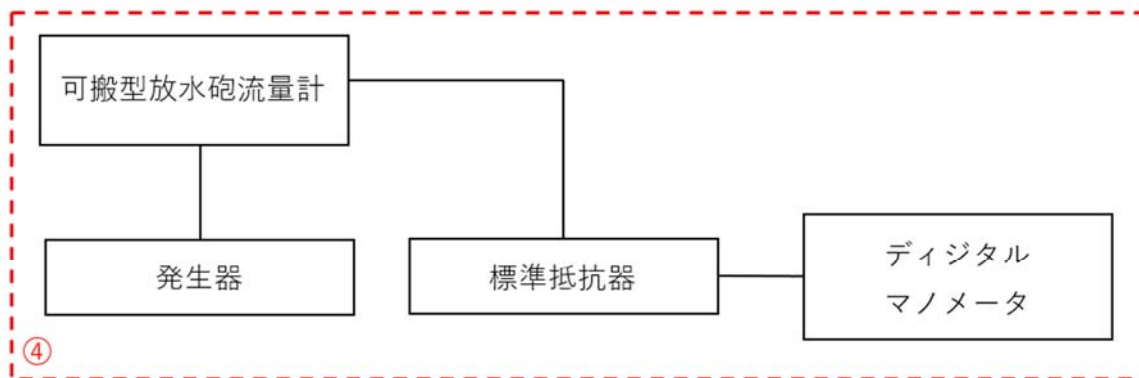 可搬型放水砲流量計
発生器
標準抵抗器
ディジタル
マノメータ
④